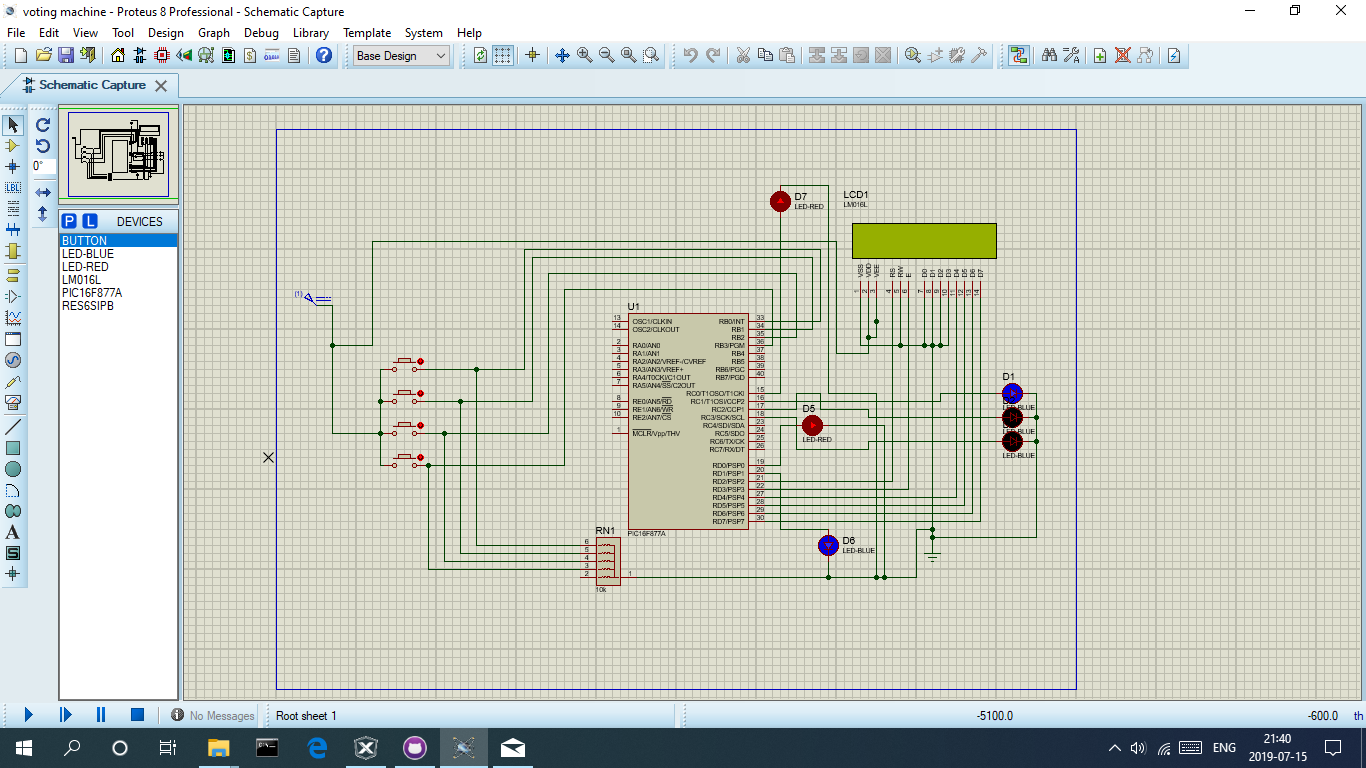 voting machine - Proteus 8 Professional - Schematic Capture
File Edit View Tool Design Graph Debug Library Template System Help
Base Design
Schematic Capture
0°
LBL
P L DEVICES
BUTTON
LED-BLUE
LED-RED
LM016L
PIC16F877A
RES6SIPB
A
S
(1)
D7
LED-RED
LCD1
LM016L
VSS VDD VEE RS RW E D0 D1 D2 D3 D4 D5 D6 D7
1 2 3 4 5 6 7 8 9 10 11 12 13 14
U1
13 OSC1/CLKIN RB0/INT 33
14 OSC2/CLKOUT RB1 34
RB2 35
2 RA0/AN0 RB3/PGM 36
3 RA1/AN1 RB4 37
4 RA2/AN2/VREF-/CVREF RB5 38
5 RA3/AN3/VREF+ RB6/PGC 39
6 RA4/T0CKI/C1OUT RB7/PGD 40
7 RA5/AN4/SS/C2OUT
RC0/T1OSO/T1CKI 15
8 RE0/AN5/RD RC1/T1OSI/CCP2 16
9 RE1/AN6/WR RC2/CCP1 17
10 RE2/AN7/CS RC3/SCK/SCL 18
RC4/SDI/SDA 23
1 MCLR/Vpp/THV RC5/SDO 24
RC6/TX/CK 25
RC7/RX/DT 26
RD0/PSP0 19
RD1/PSP1 20
RD2/PSP2 21
RD3/PSP3 22
RD4/PSP4 27
RD5/PSP5 28
RD6/PSP6 29
RD7/PSP7 30
PIC16F877A
D5
LED-RED
D1
LED-BLUE
LED-BLUE
LED-BLUE
D6
LED-BLUE
RN1
6
5
4
3
2 1
10k
No Messages Root sheet 1 -5100.0 -600.0 th
ENG
21:40
2019-07-15